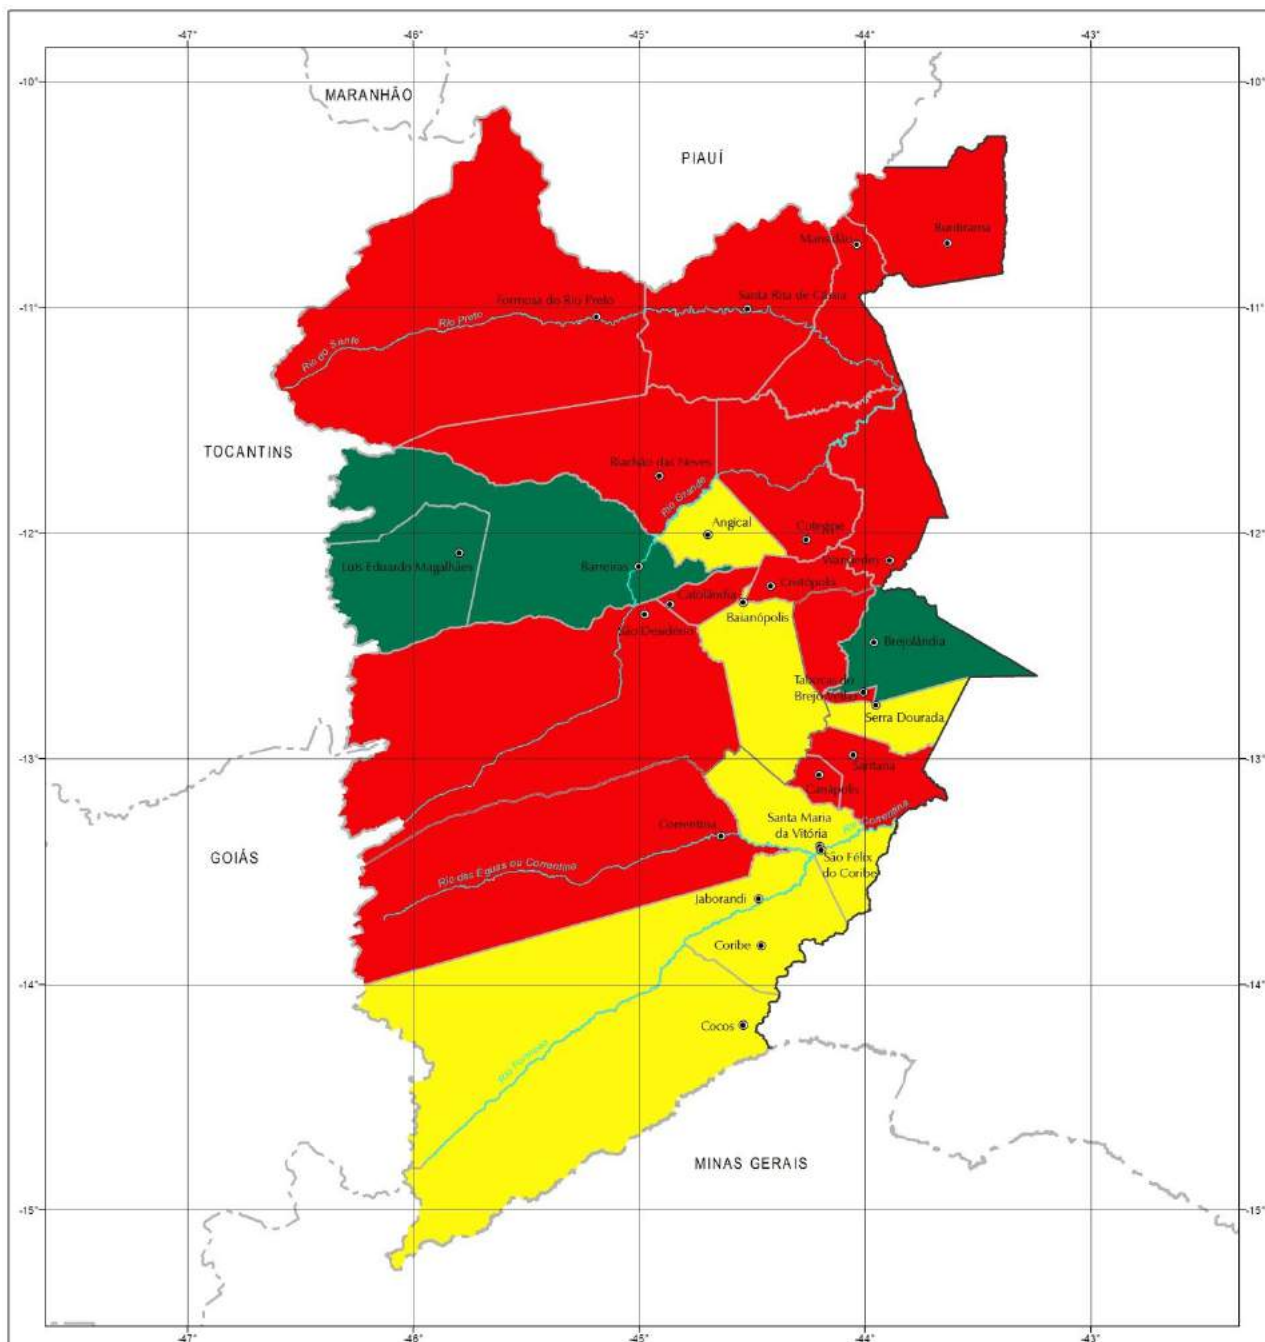 -47° -46° -45° -44° -43°
-10° -10°
MARANHÃO
PIAUÍ
Buritirama
Mansidão
Formosa do Rio Preto
Santa Rita de Cássia
-11° -11°
Rio Preto
Rio do Sapate
TOCANTINS
Riachão das Neves
Rio Grande
Angical
-12° -12°
Cotegipe
Luís Eduardo Magalhães
Barreiras
Wanderley
Cristópolis
Catolândia
Baianópolis
São Desidério
Brejolândia
Tabocas do
Brejo Velho
Serra Dourada
-13° -13°
Santana
Canápolis
Santa Maria
da Vitória
Rio Correntina
Correntina
GOIÁS
São Félix
do Coribe
Rio das Éguas ou Correntina
Jaborandi
Coribe
-14° -14°
Cocos
Rio Formoso
MINAS GERAIS
-15° -15°
-47° -46° -45° -44° -43°